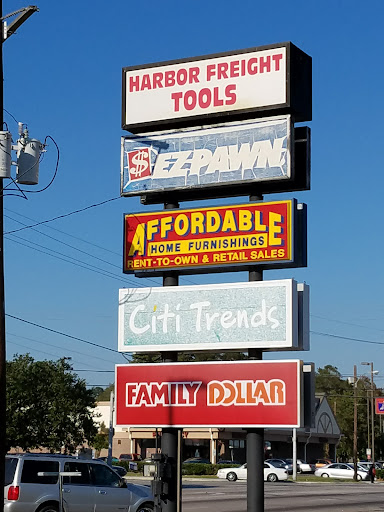 HARBOR FREIGHT
TOOLS
$ EZPAWN
AFFORDABLE
HOME FURNISHINGS
RENT-TO-OWN & RETAIL SALES
Citi Trends
FAMILY DOLLAR